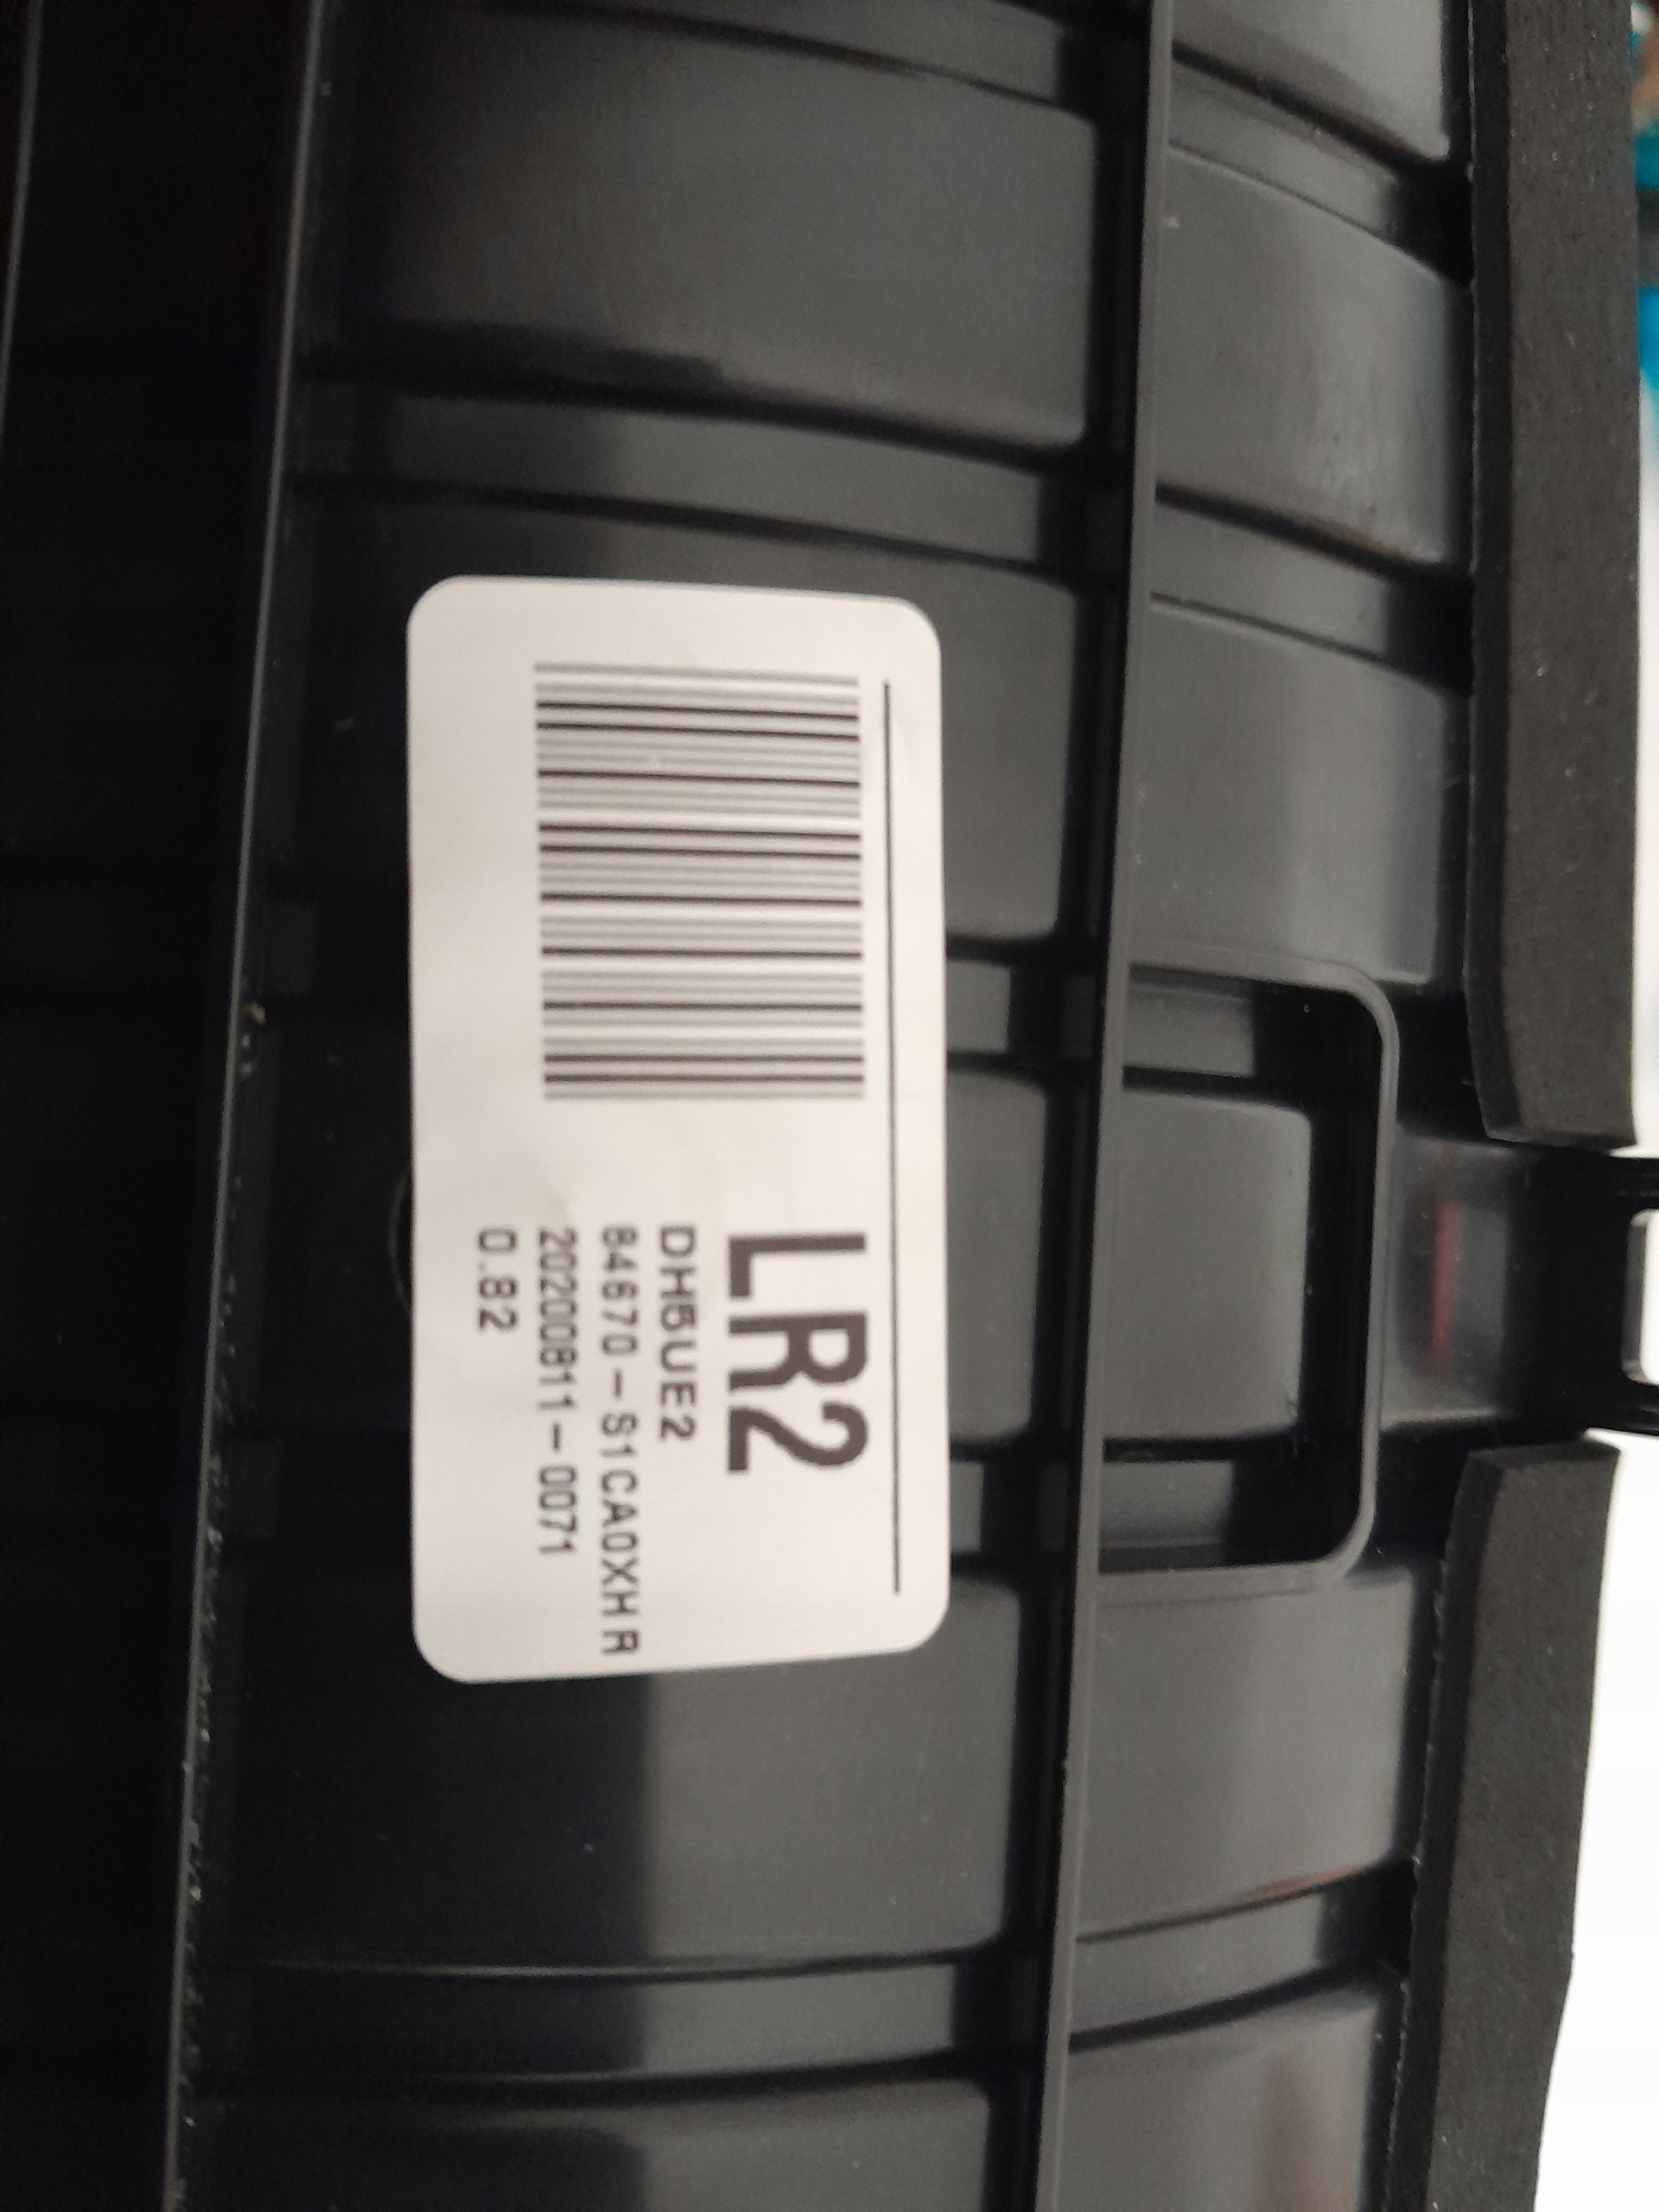 LR2
DH5UE2
84670-S1CA0XH R
20200811-0071
0.82